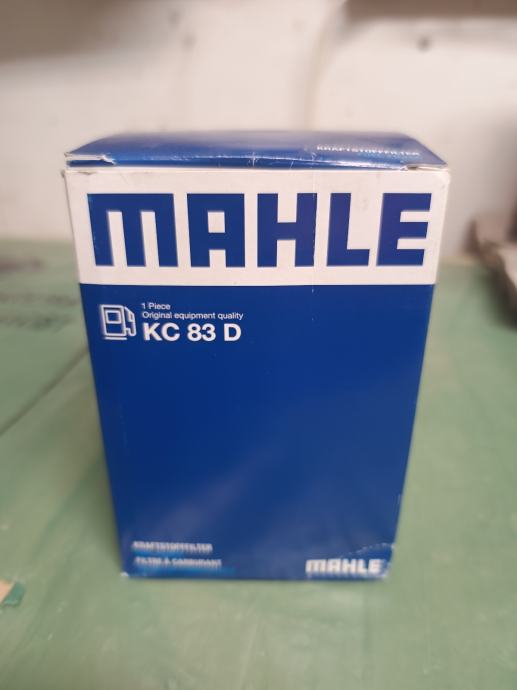 KRAFTSTOFFFILTER
MAHLE
1 Piece
Original equipment quality
KC 83 D
KRAFTSTOFFFILTER
FILTRE À CARBURANT
MAHLE